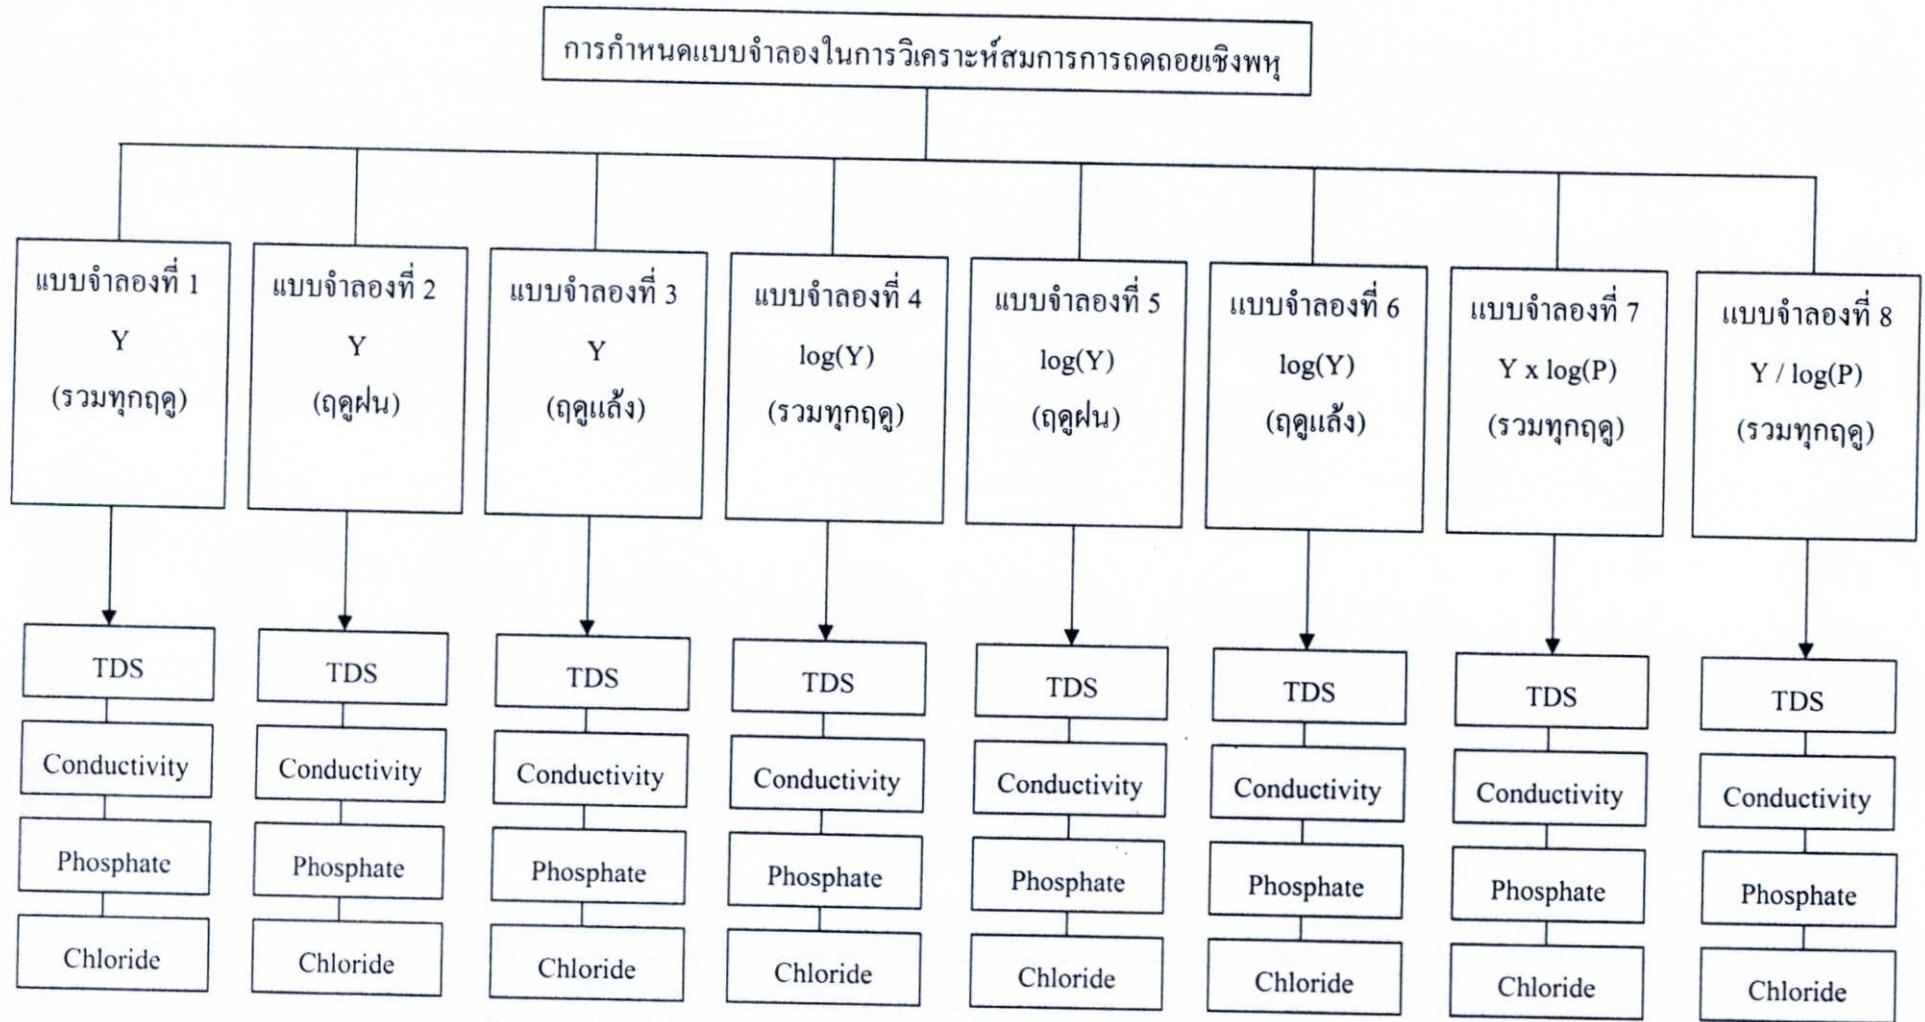 การกำหนดแบบจำลองในการวิเคราะห์สมการการถดถอยเชิงพหุ
แบบจำลองที่ 1
Y
(รวมทุกฤดู)
แบบจำลองที่ 2
Y
(ฤดูฝน)
แบบจำลองที่ 3
Y
(ฤดูแล้ง)
แบบจำลองที่ 4
log(Y)
(รวมทุกฤดู)
แบบจำลองที่ 5
log(Y)
(ฤดูฝน)
แบบจำลองที่ 6
log(Y)
(ฤดูแล้ง)
แบบจำลองที่ 7
Y x log(P)
(รวมทุกฤดู)
แบบจำลองที่ 8
Y / log(P)
(รวมทุกฤดู)
TDS
Conductivity
Phosphate
Chloride
TDS
Conductivity
Phosphate
Chloride
TDS
Conductivity
Phosphate
Chloride
TDS
Conductivity
Phosphate
Chloride
TDS
Conductivity
Phosphate
Chloride
TDS
Conductivity
Phosphate
Chloride
TDS
Conductivity
Phosphate
Chloride
TDS
Conductivity
Phosphate
Chloride